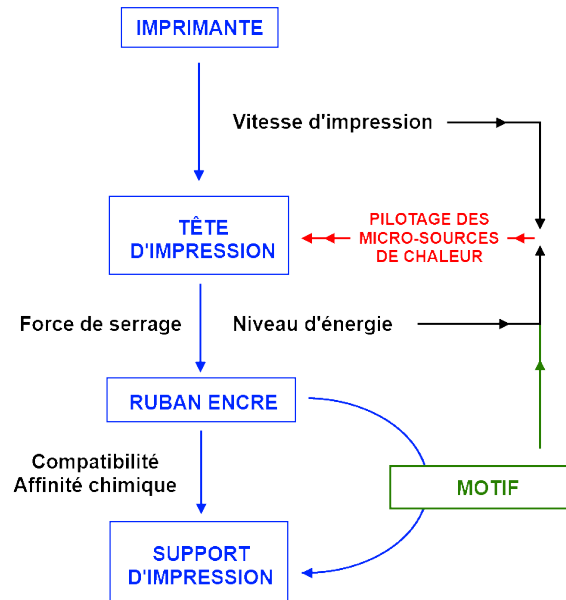 IMPRIMANTE
Vitesse d'impression
TÊTE
D'IMPRESSION
PILOTAGE DES
MICRO-SOURCES
DE CHALEUR
Force de serrage
Niveau d'énergie
RUBAN ENCRE
Compatibilité
Affinité chimique
MOTIF
SUPPORT
D'IMPRESSION